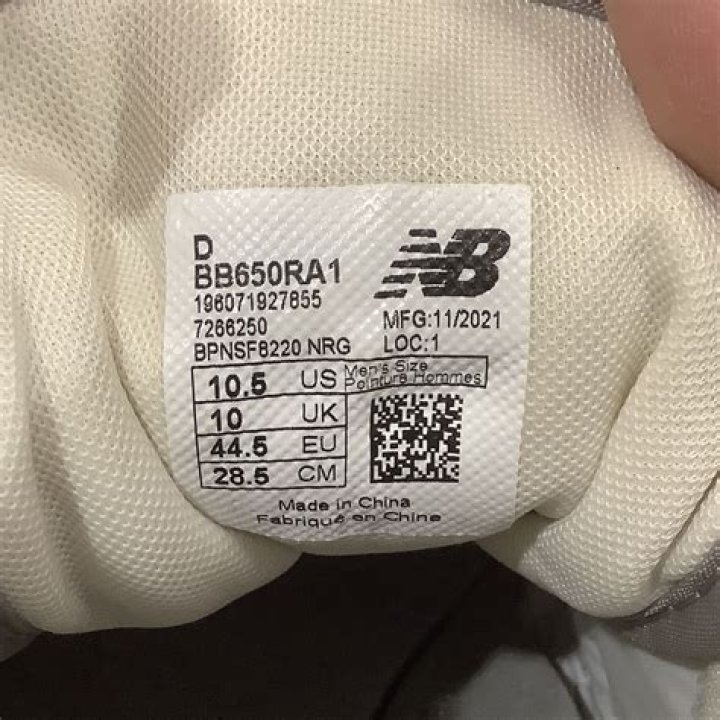 D
BB650RA1
196071927855
7266250
BPNSF8220 NRG
NB
MFG:11/2021
LOC:1
10.5 US Men's Size
Pointure Hommes
10 UK
44.5 EU
28.5 CM
Made in China
Fabriqué en Chine